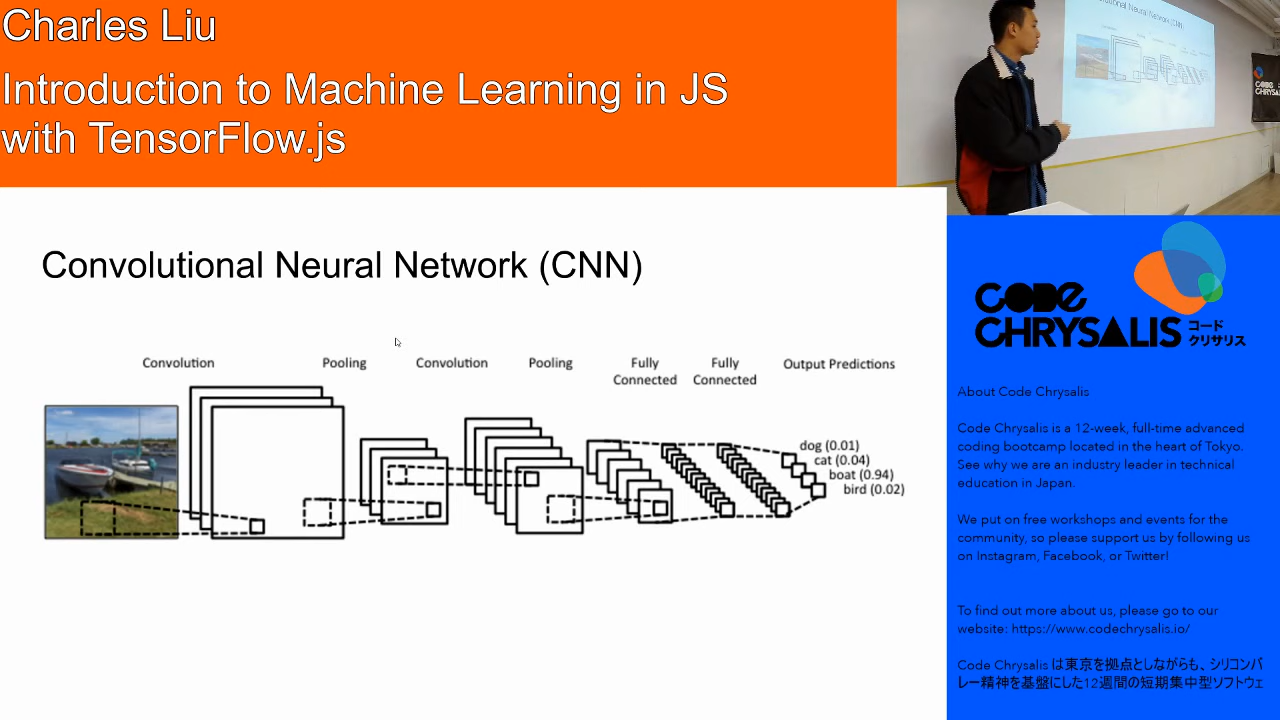 Charles Liu
Introduction to Machine Learning in JS
with TensorFlow.js
Convolutional Neural Network (CNN)
Convolution
Pooling
Convolution
Pooling
Fully
Connected
Fully
Connected
Output Predictions
dog (0.01)
cat (0.04)
boat (0.94)
bird (0.02)
Neural Network (CNN)
CODE
CHRYSALIS
コード
クリサリス
About Code Chrysalis
Code Chrysalis is a 12-week, full-time advanced
coding bootcamp located in the heart of Tokyo.
See why we are an industry leader in technical
education in Japan.
We put on free workshops and events for the
community, so please support us by following us
on Instagram, Facebook, or Twitter!
To find out more about us, please go to our
website: https://www.codechrysalis.io/
Code Chrysalis は東京を拠点としながらも、シリコンバ
レー精神を基盤にした12週間の短期集中型ソフトウェ